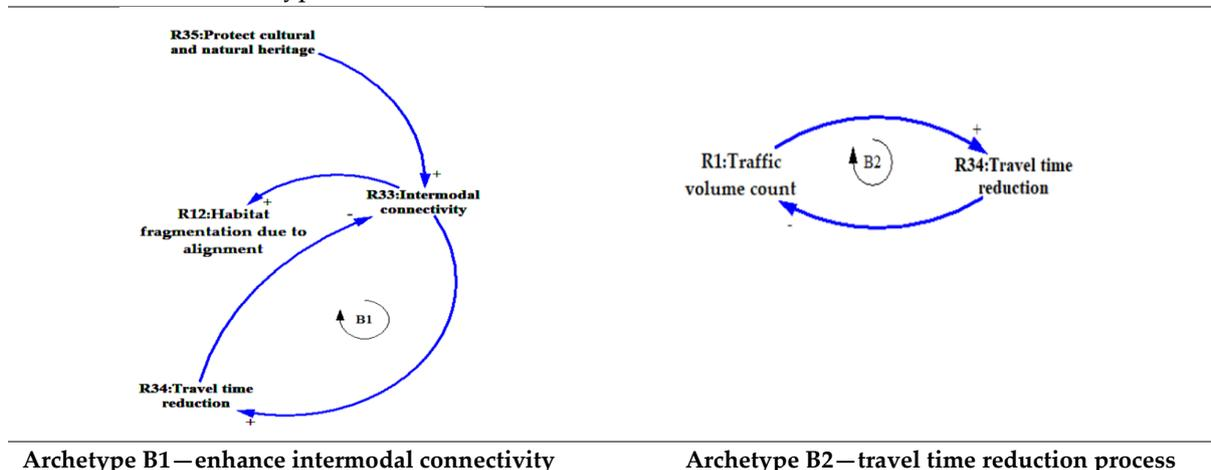 R35:Protect cultural
and natural heritage
+
R33:Intermodal
connectivity
+
R12:Habitat
fragmentation due to
alignment
-
B1
R34:Travel time
reduction
+
R1:Traffic
volume count
+
B2
R34:Travel time
reduction
-
Archetype B1—enhance intermodal connectivity
Archetype B2—travel time reduction process